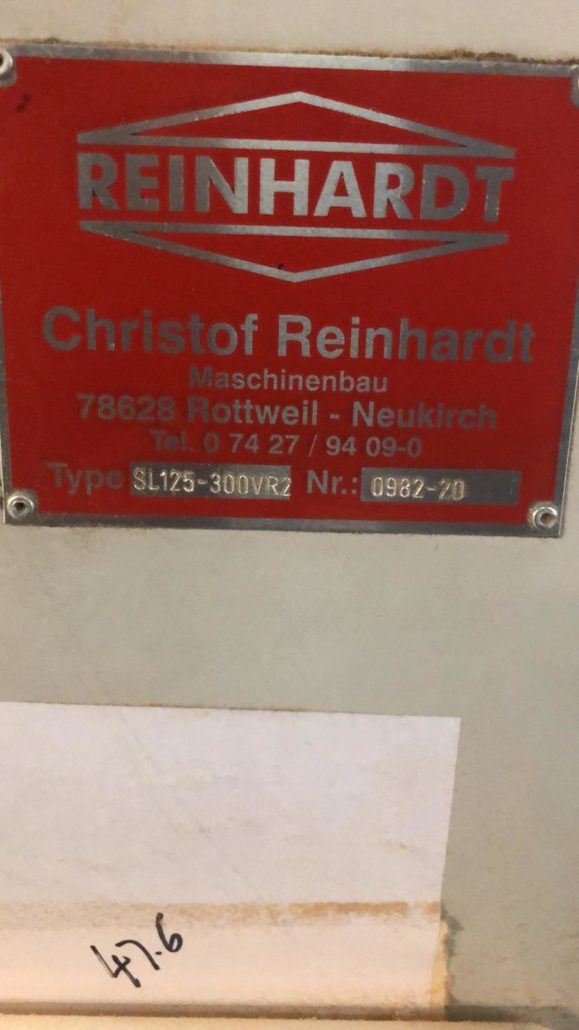 REINHARDT
Christof Reinhardt
Maschinenbau
78628 Rottweil - Neukirch
Tel. 0 74 27 / 94 09-0
Type SL125-300VR2 Nr.: 0982-20
47.6